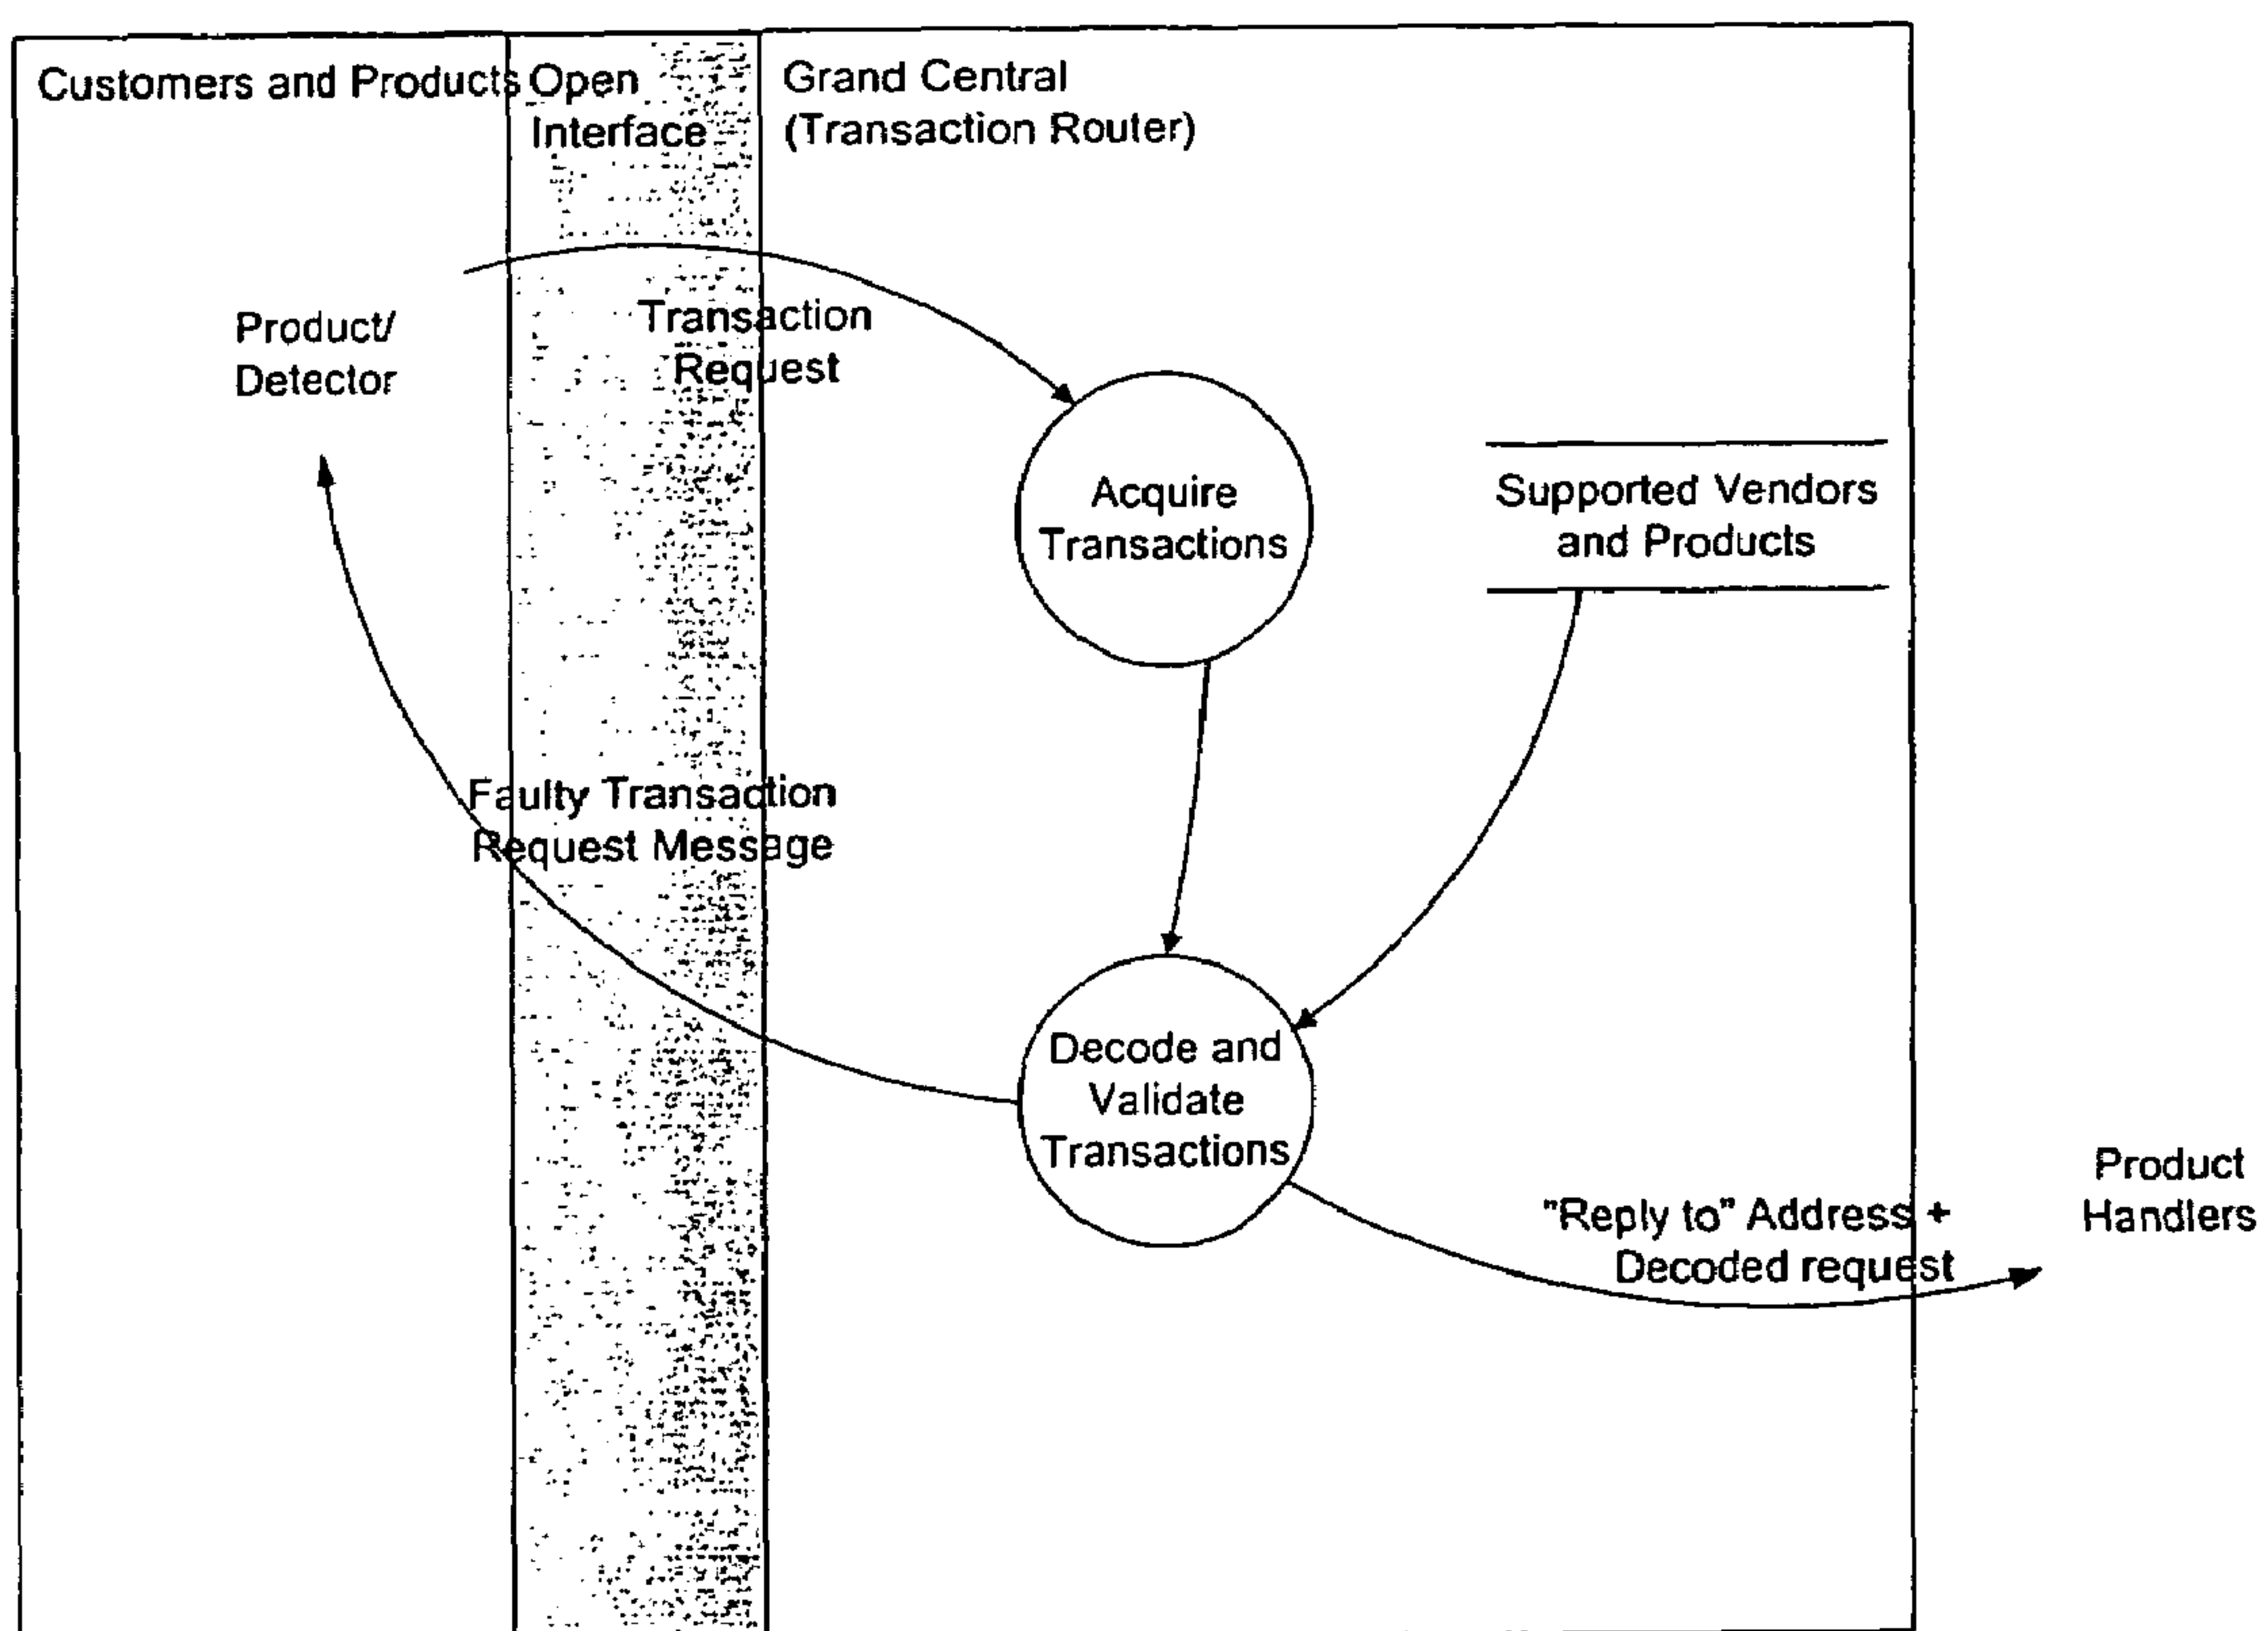 Customers and Products
Open
Interface
Grand Central
(Transaction Router)
Product/
Detector
Transaction
Request
Acquire
Transactions
Supported Vendors
and Products
Faulty Transaction
Request Message
Decode and
Validate
Transactions
"Reply to" Address +
Decoded request
Product
Handlers